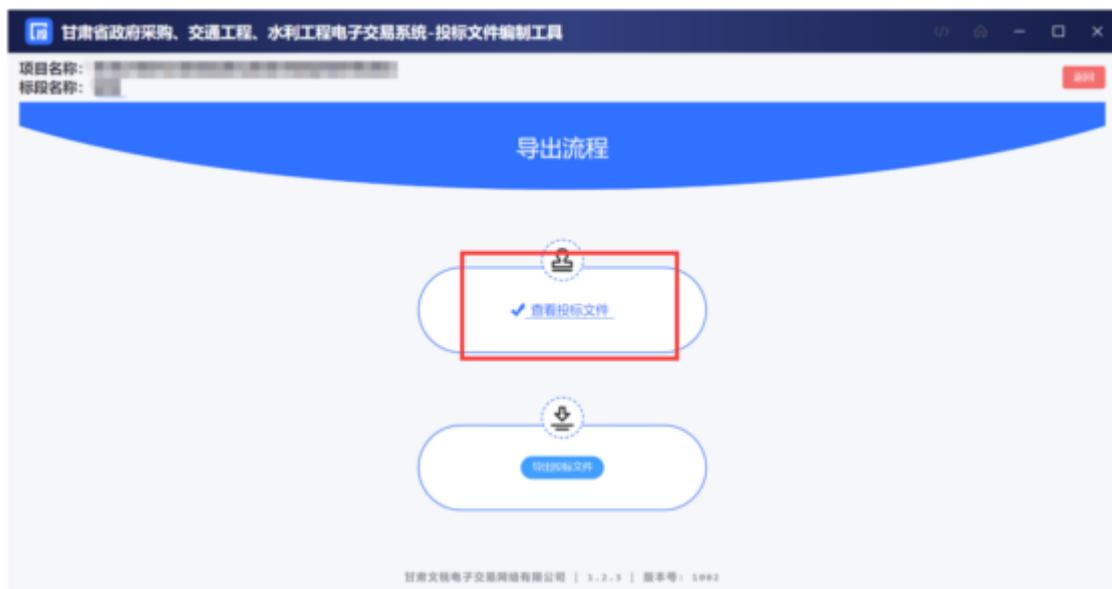 甘肃省政府采购、交通工程、水利工程电子交易系统-投标文件编制工具
项目名称：
标段名称：
返回
导出流程
查看投标文件
导出投标文件
甘肃文锐电子交易网络有限公司 | 1.2.3 | 版本号: 1002